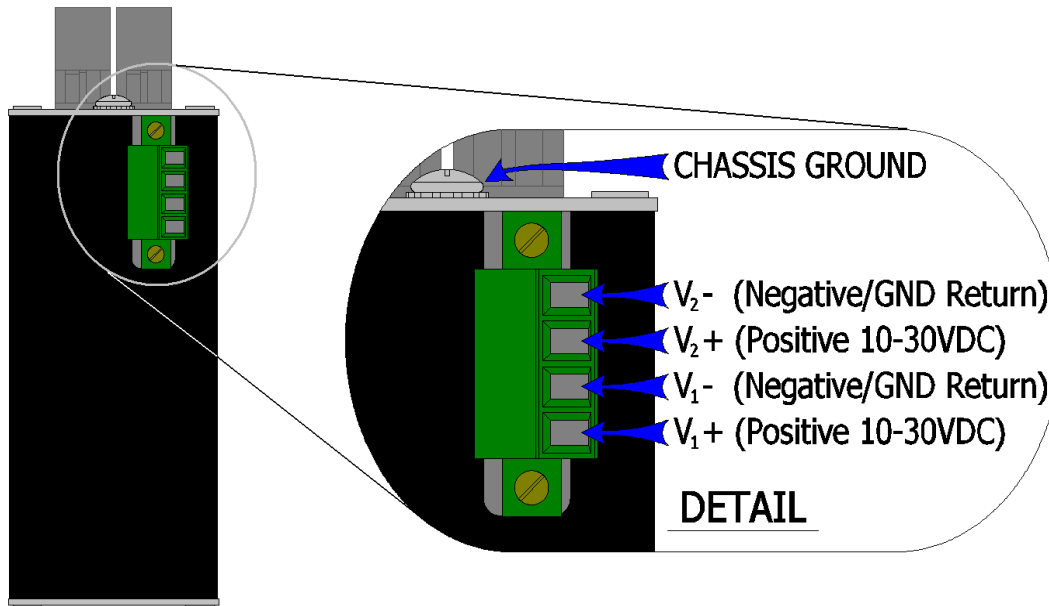 CHASSIS GROUND
V₂- (Negative/GND Return)
V₂+ (Positive 10-30VDC)
V₁- (Negative/GND Return)
V₁+ (Positive 10-30VDC)
DETAIL